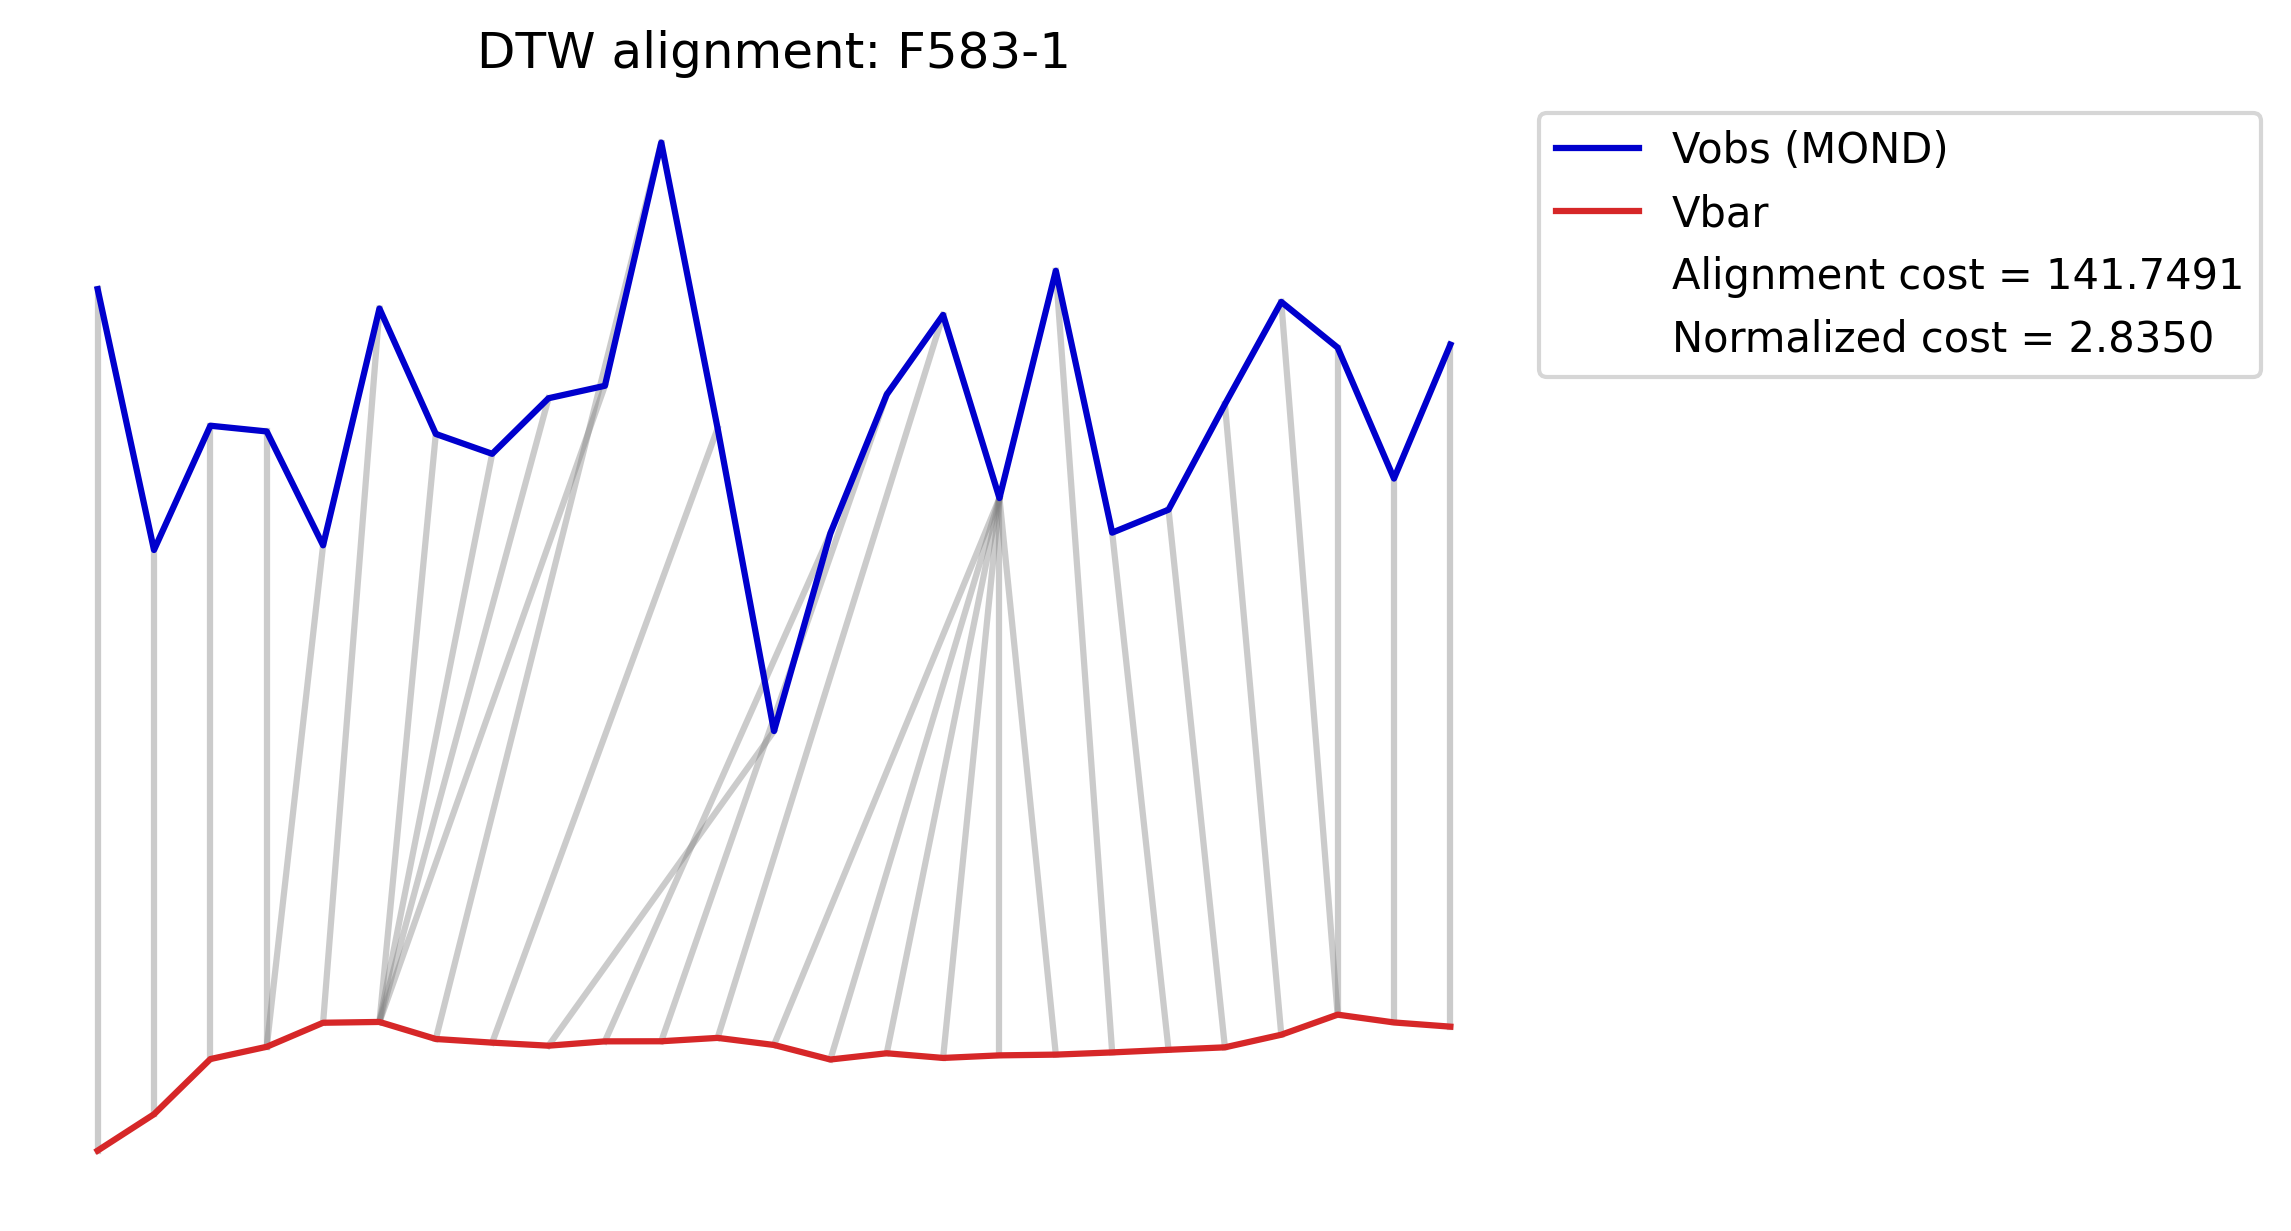 DTW alignment: F583-1
Vobs (MOND)
Vbar
Alignment cost = 141.7491
Normalized cost = 2.8350